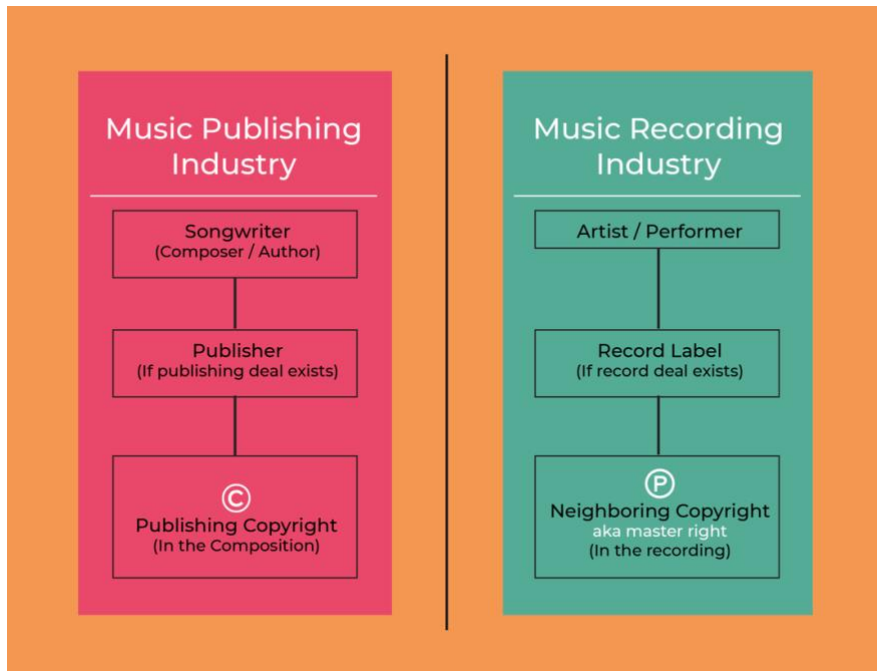 Music Publishing
Industry
Songwriter
(Composer / Author)
Publisher
(If publishing deal exists)
©
Publishing Copyright
(In the Composition)
Music Recording
Industry
Artist / Performer
Record Label
(If record deal exists)
℗
Neighboring Copyright
aka master right
(In the recording)